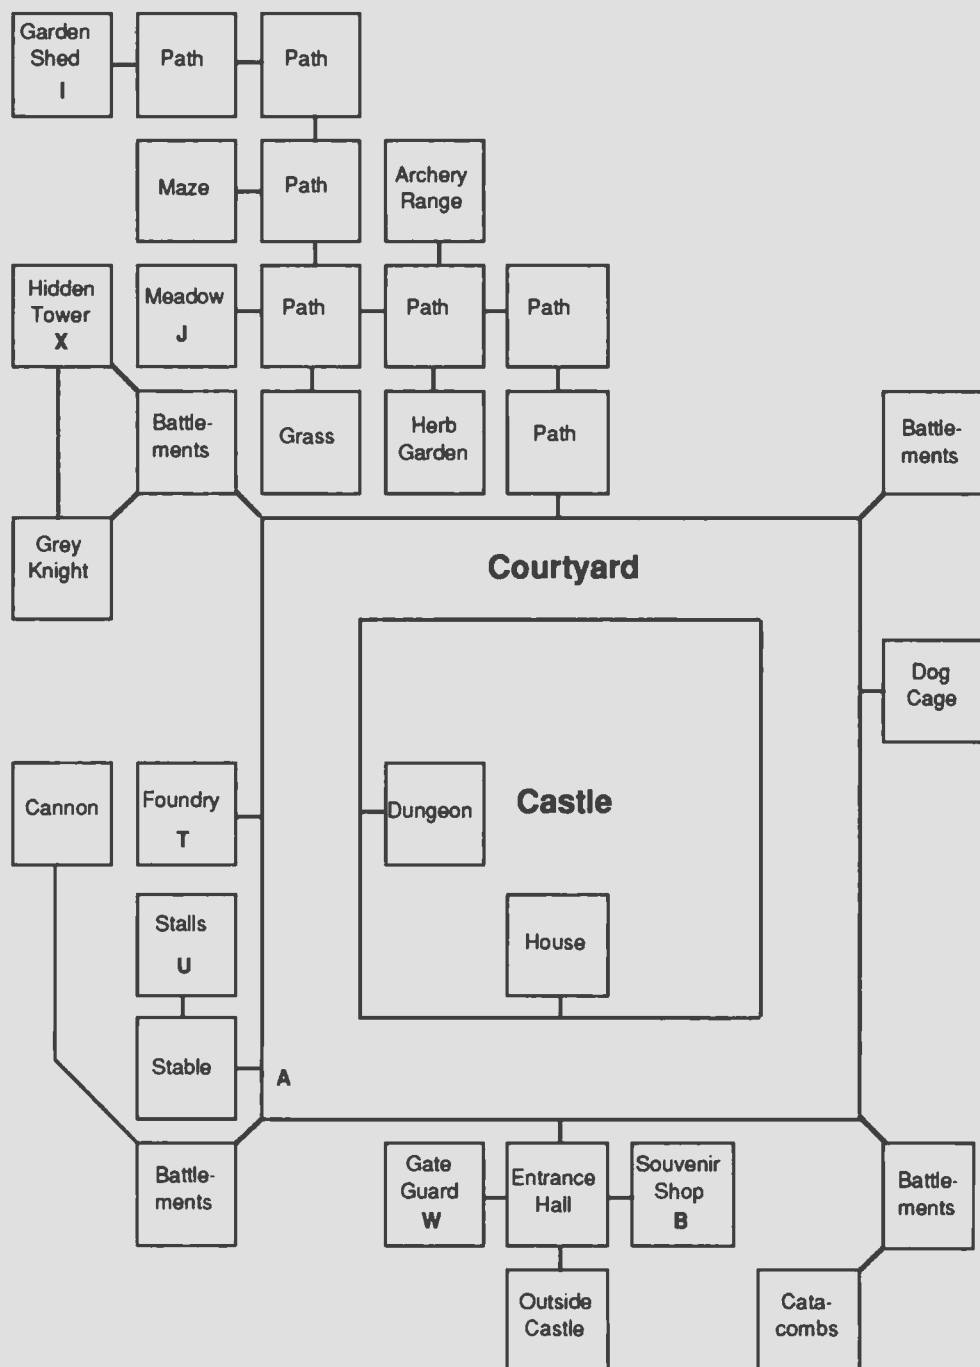 Garden
Shed
I
Path
Path
Maze
Path
Archery
Range
Hidden
Tower
X
Meadow
J
Path
Path
Path
Battle-
ments
Grass
Herb
Garden
Path
Battle-
ments
Grey
Knight
Courtyard
Dog
Cage
Cannon
Foundry
T
Dungeon
Castle
Stalls
U
House
Stable
A
Battle-
ments
Gate
Guard
W
Entrance
Hall
Souvenir
Shop
B
Battle-
ments
Outside
Castle
Cata-
combs